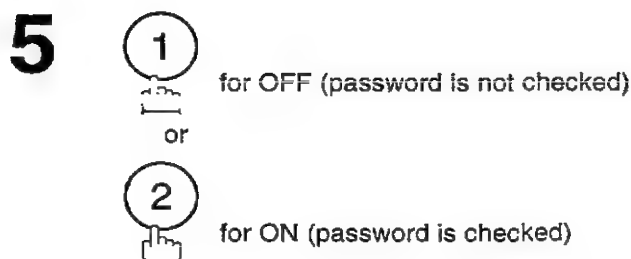 5
1
for OFF (password is not checked)
or
2
for ON (password is checked)